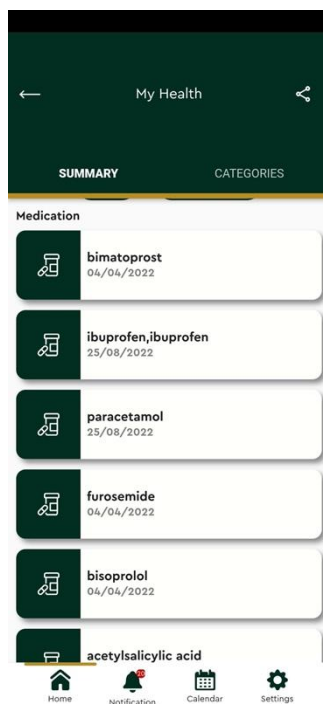 My Health
SUMMARY
CATEGORIES
Medication
bimatoprost
04/04/2022
ibuprofen,ibuprofen
25/08/2022
paracetamol
25/08/2022
furosemide
04/04/2022
bisoprolol
04/04/2022
acetylsalicylic acid
Home
Notification
Calendar
Settings